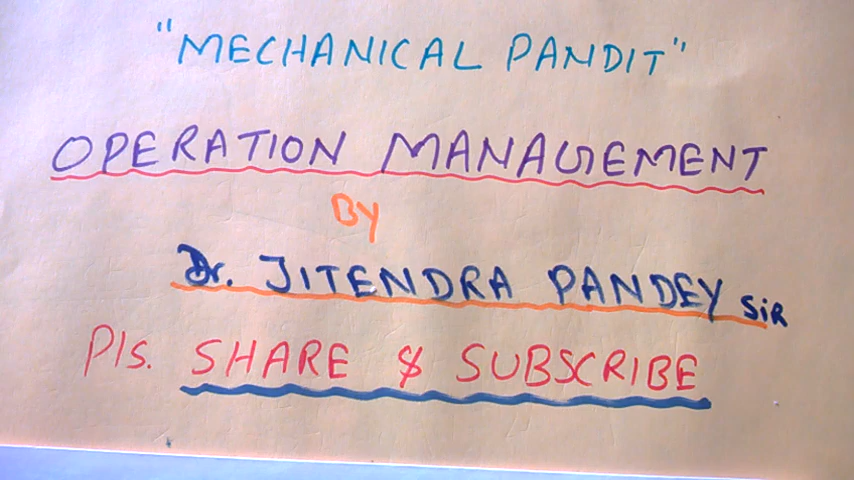 "MECHANICAL PANDIT"
OPERATION MANAGEMENT
BY
Dr. JITENDRA PANDEY SiR
Pls. SHARE & SUBSCRIBE